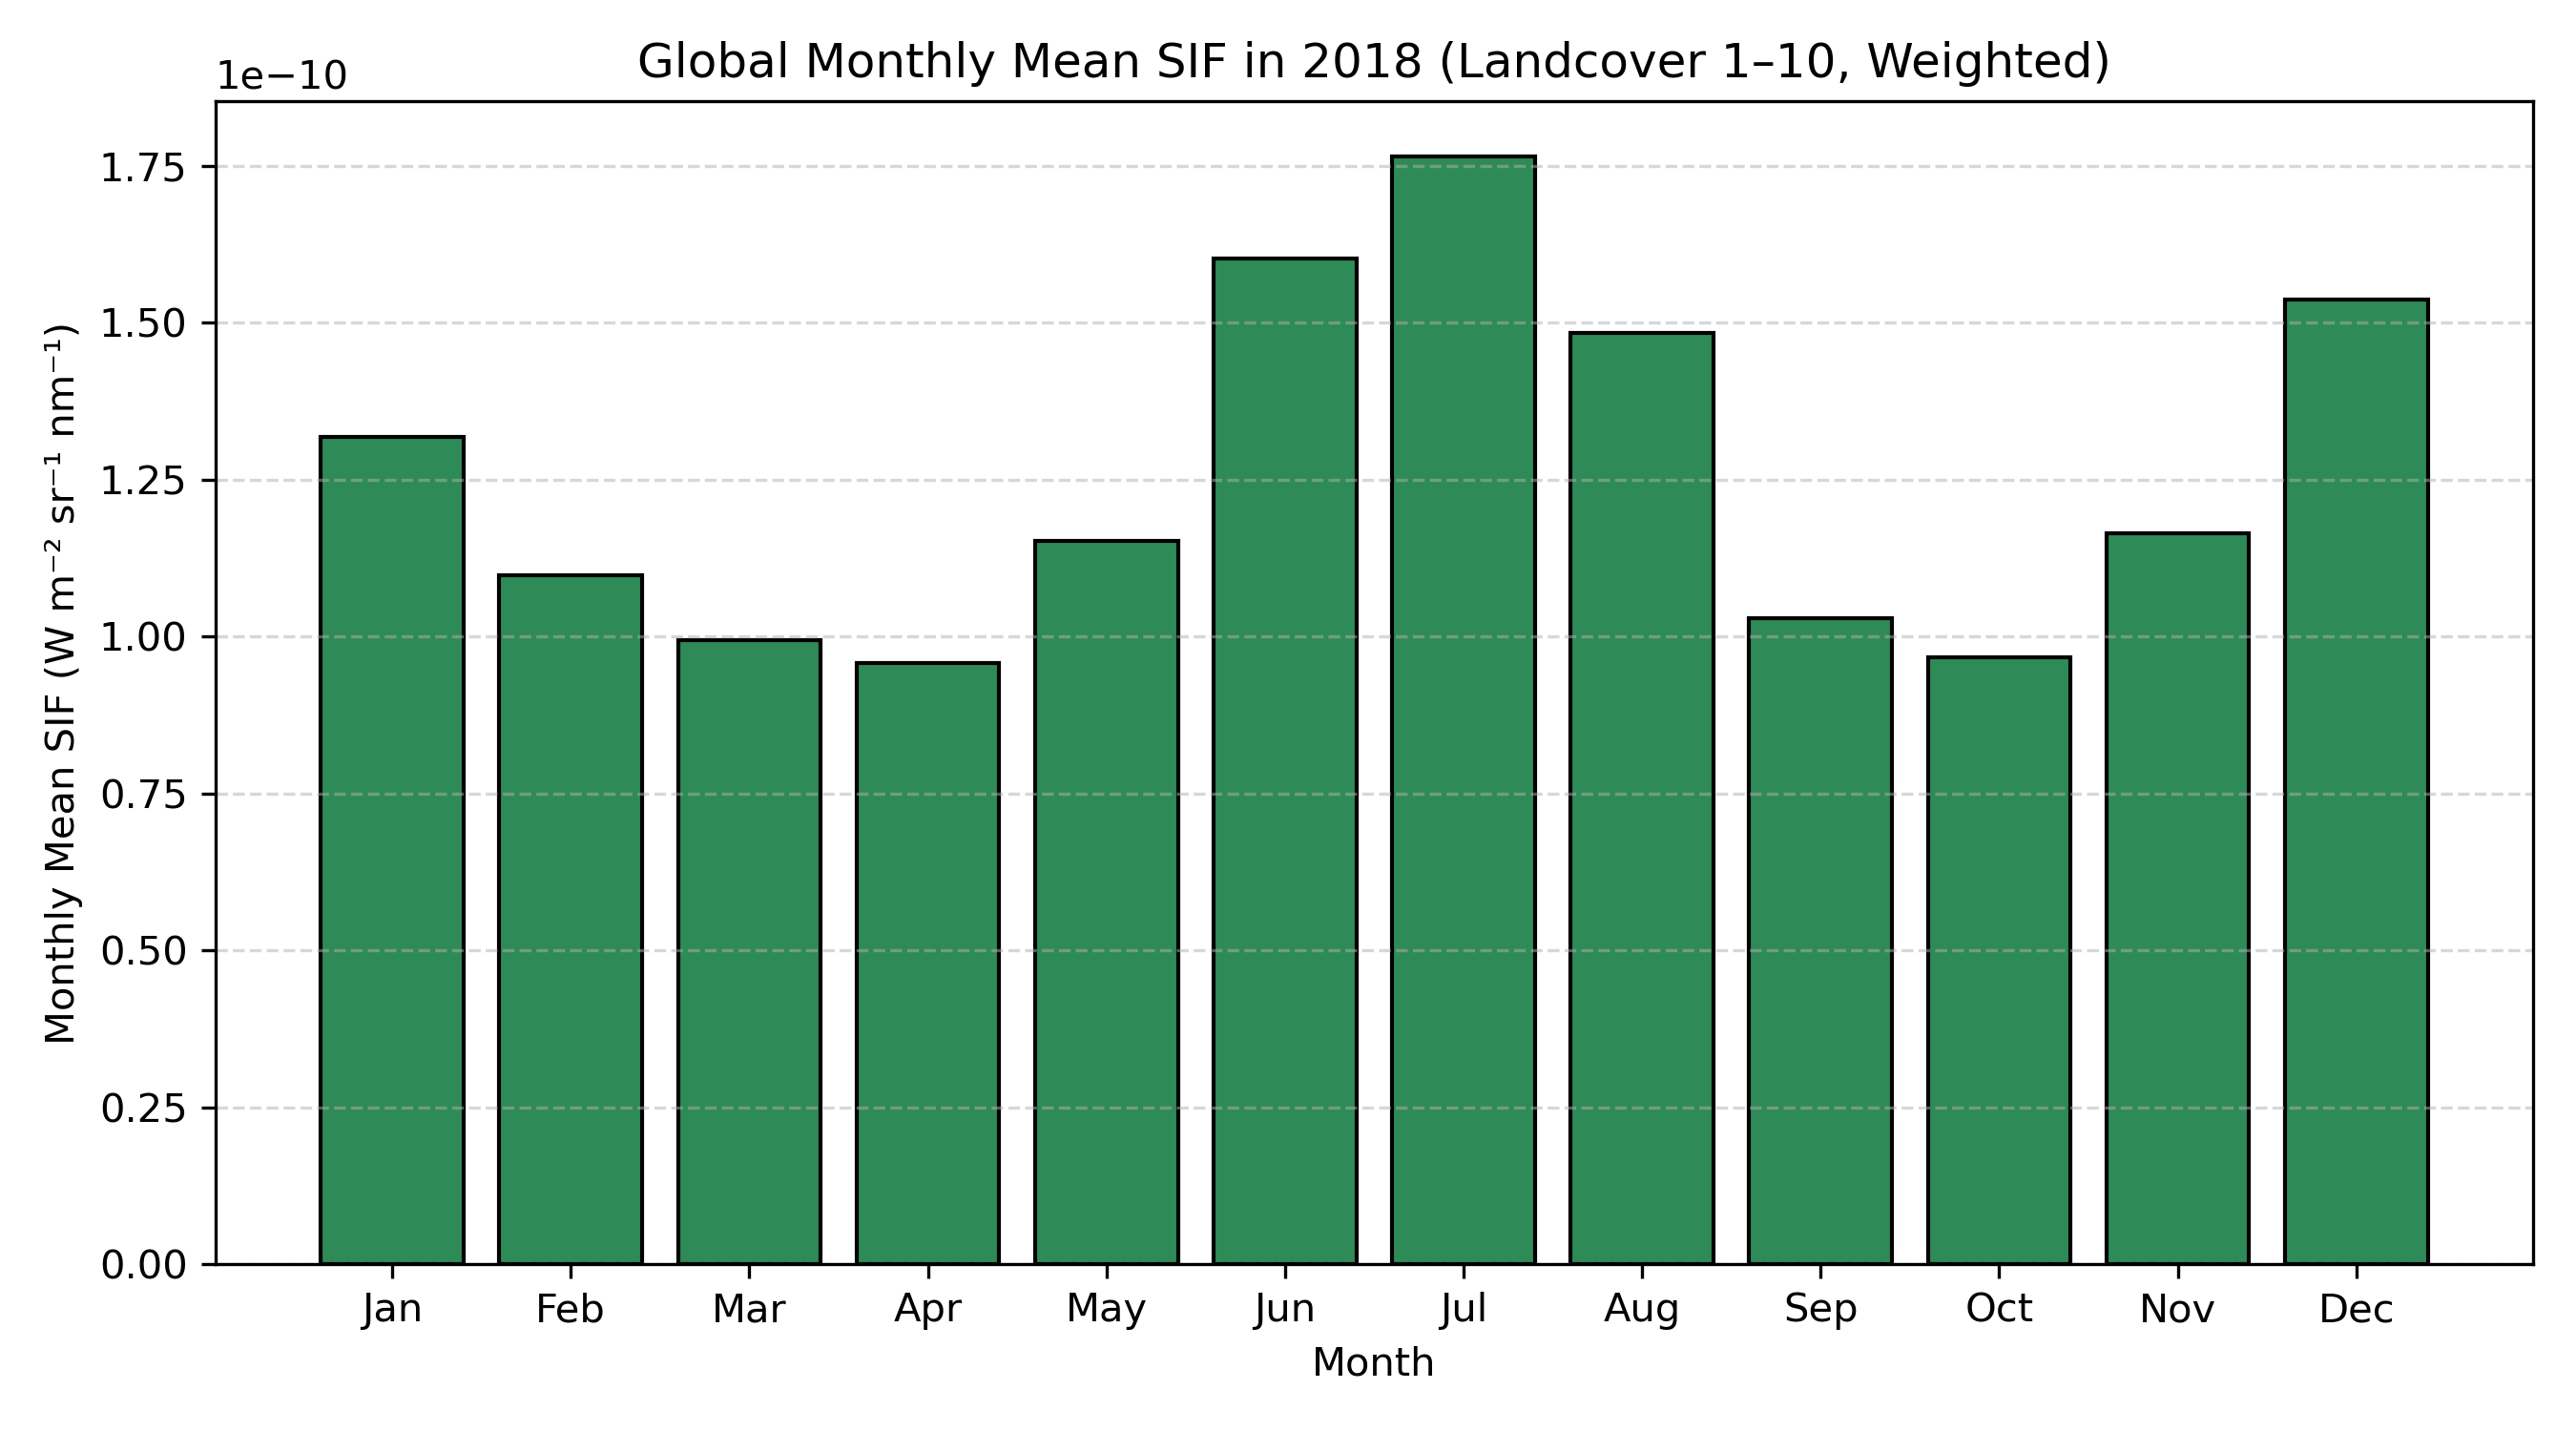 Global Monthly Mean SIF in 2018 (Landcover 1–10, Weighted)
1e−10
Monthly Mean SIF (W m⁻² sr⁻¹ nm⁻¹)
1.75
1.50
1.25
1.00
0.75
0.50
0.25
0.00
Jan Feb Mar Apr May Jun Jul Aug Sep Oct Nov Dec
Month